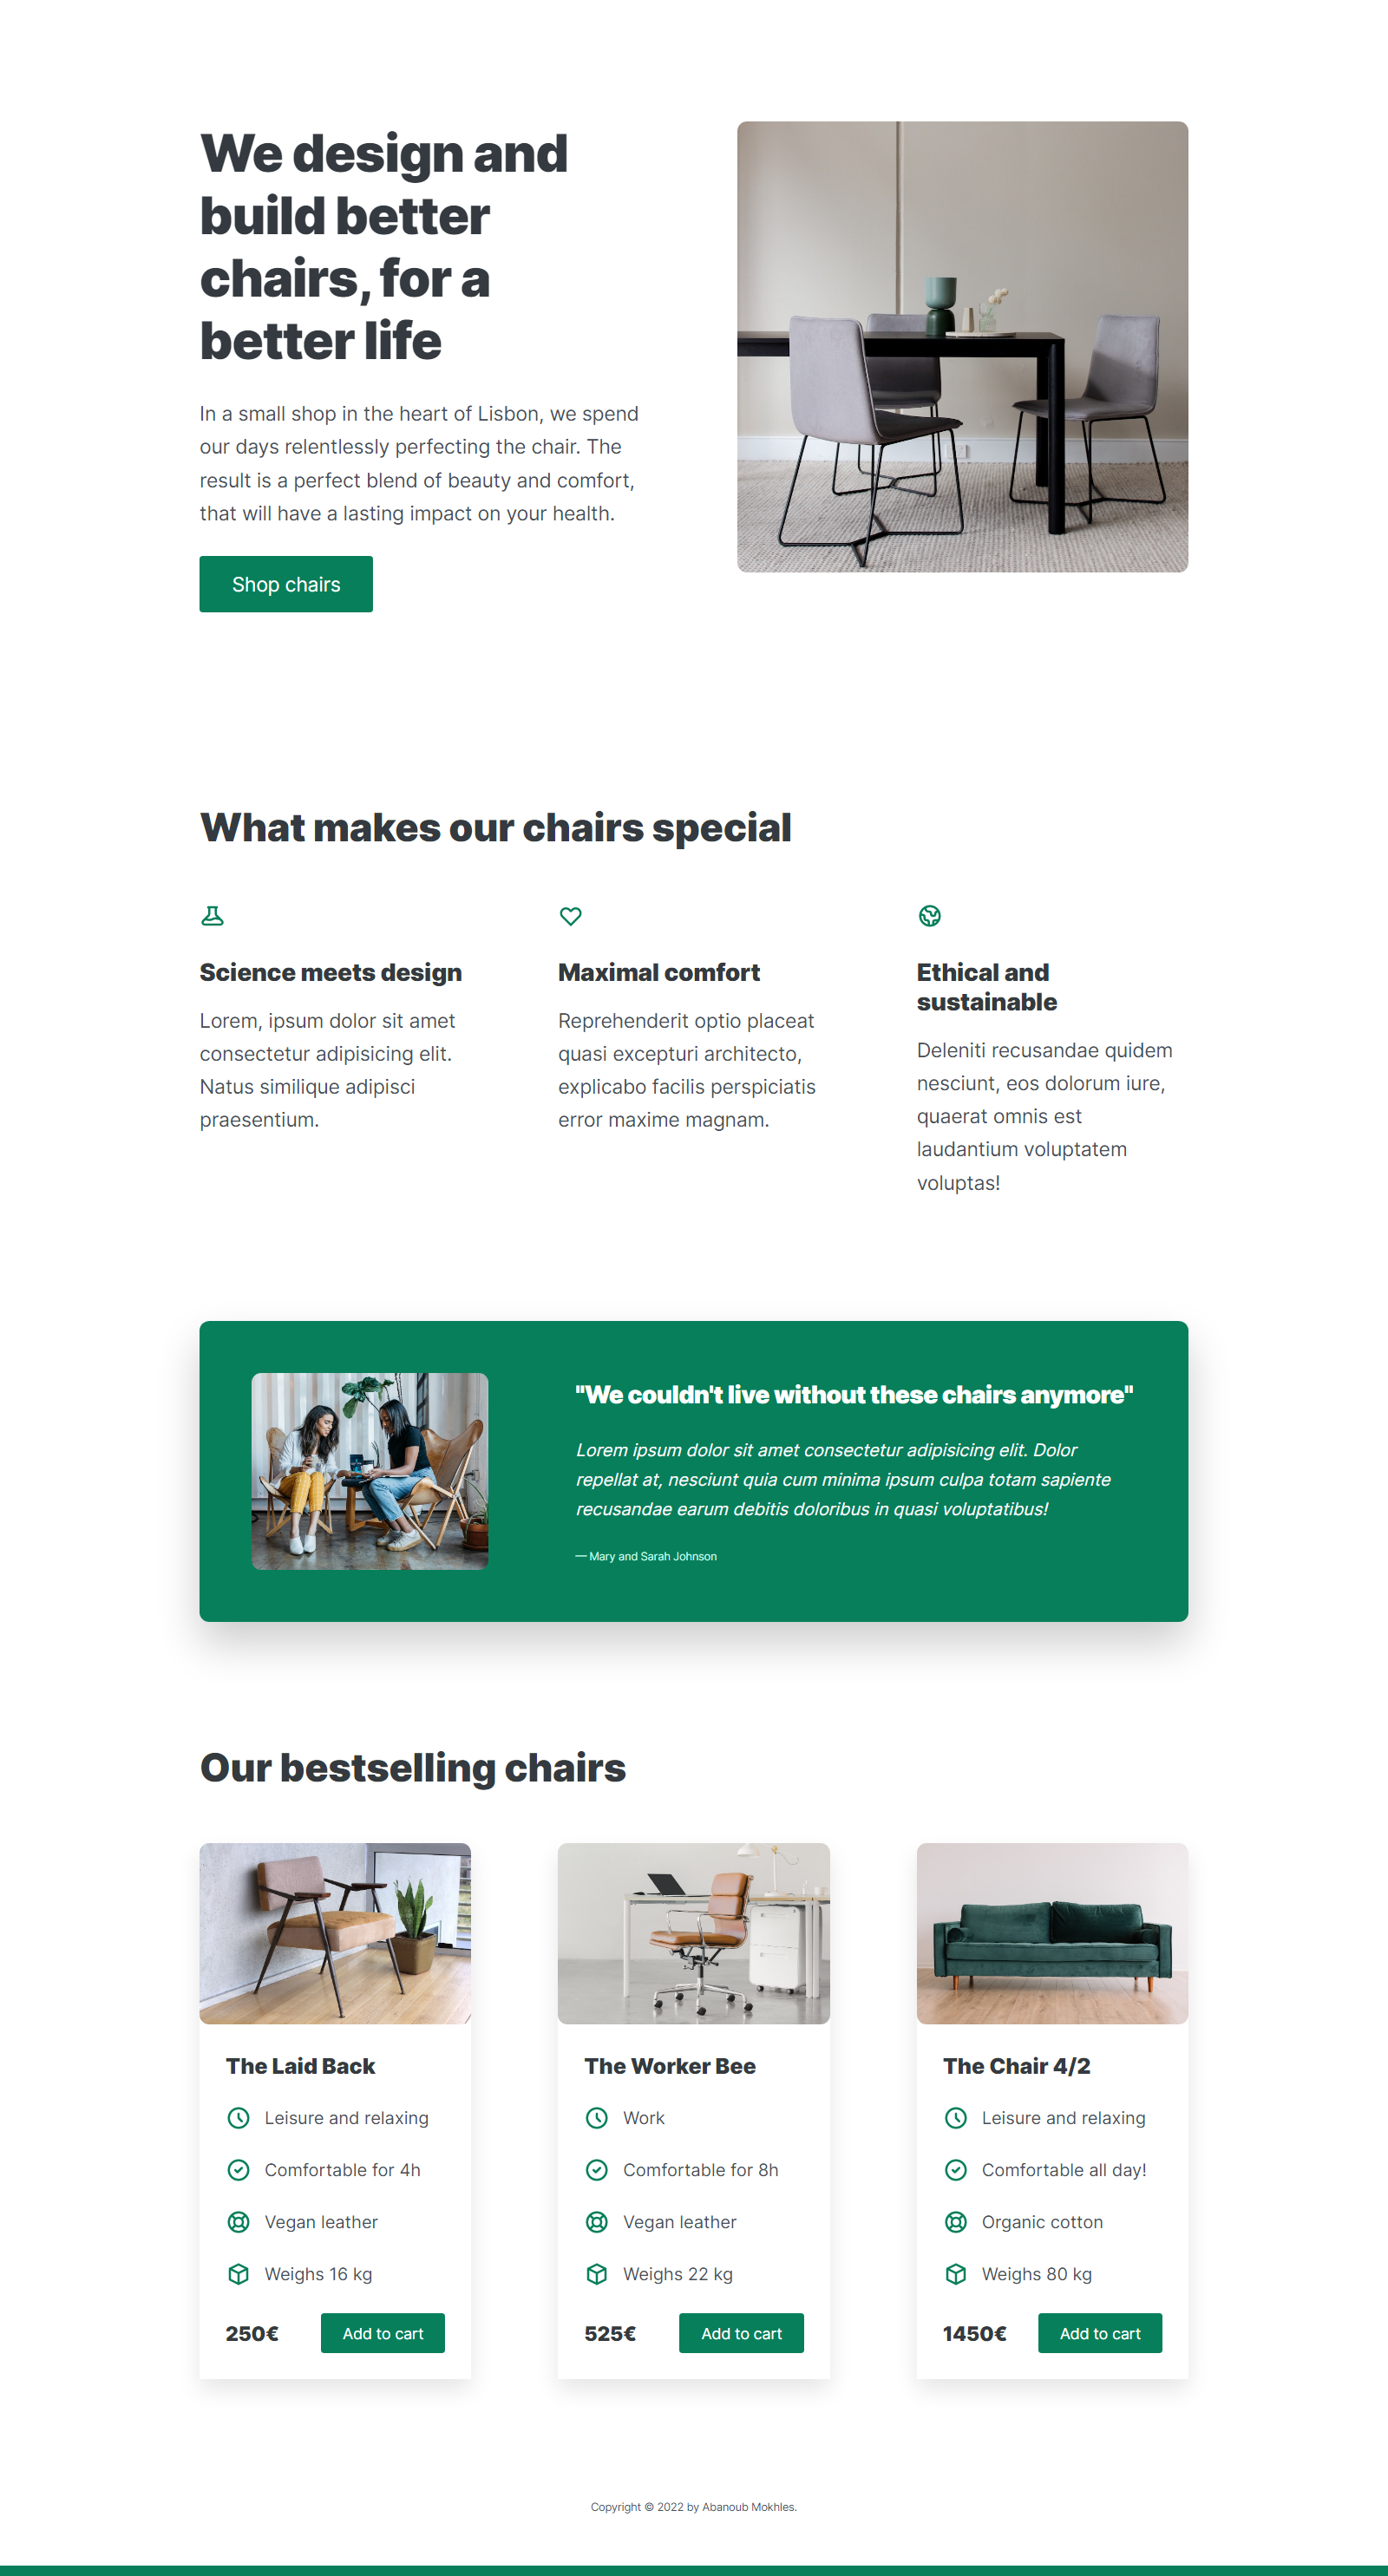 We design and
build better
chairs, for a
better life
In a small shop in the heart of Lisbon, we spend
our days relentlessly perfecting the chair. The
result is a perfect blend of beauty and comfort,
that will have a lasting impact on your health.
Shop chairs
What makes our chairs special
Science meets design
Lorem, ipsum dolor sit amet
consectetur adipisicing elit.
Natus similique adipisci
praesentium.
Maximal comfort
Reprehenderit optio placeat
quasi excepturi architecto,
explicabo facilis perspiciatis
error maxime magnam.
Ethical and
sustainable
Deleniti recusandae quidem
nesciunt, eos dolorum iure,
quaerat omnis est
laudantium voluptatem
voluptas!
"We couldn't live without these chairs anymore"
Lorem ipsum dolor sit amet consectetur adipisicing elit. Dolor
repellat at, nesciunt quia cum minima ipsum culpa totam sapiente
recusandae earum debitis doloribus in quasi voluptatibus!
— Mary and Sarah Johnson
Our bestselling chairs
The Laid Back
Leisure and relaxing
Comfortable for 4h
Vegan leather
Weighs 16 kg
250€
Add to cart
The Worker Bee
Work
Comfortable for 8h
Vegan leather
Weighs 22 kg
525€
Add to cart
The Chair 4/2
Leisure and relaxing
Comfortable all day!
Organic cotton
Weighs 80 kg
1450€
Add to cart
Copyright © 2022 by Abanoub Mokhles.